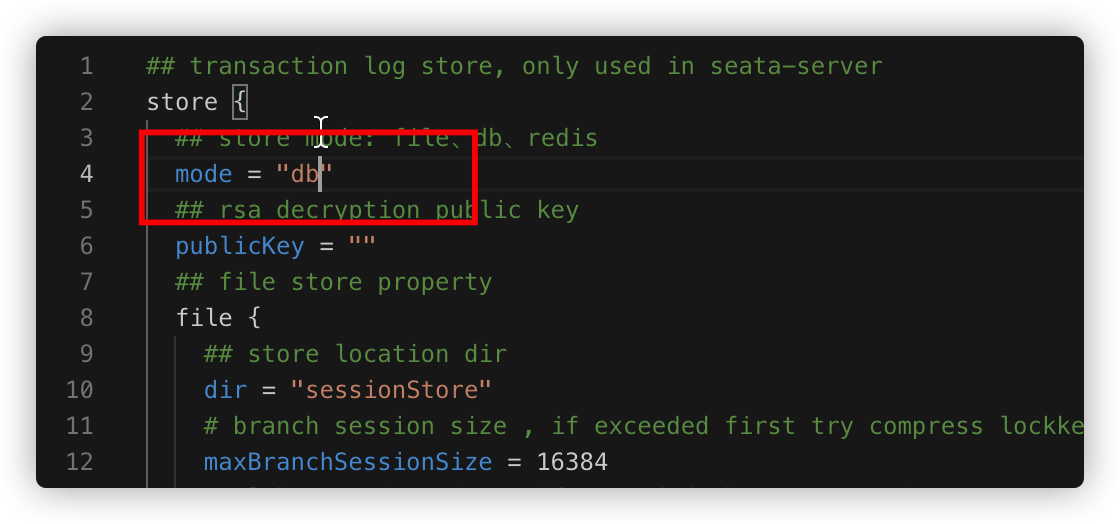 1 ## transaction log store, only used in seata-server
2 store {
3 ## store mode: file、db、redis
4 mode = "db"
5 ## rsa decryption public key
6 publicKey = ""
7 ## file store property
8 file {
9 ## store location dir
10 dir = "sessionStore"
11 # branch session size , if exceeded first try compress lockke
12 maxBranchSessionSize = 16384